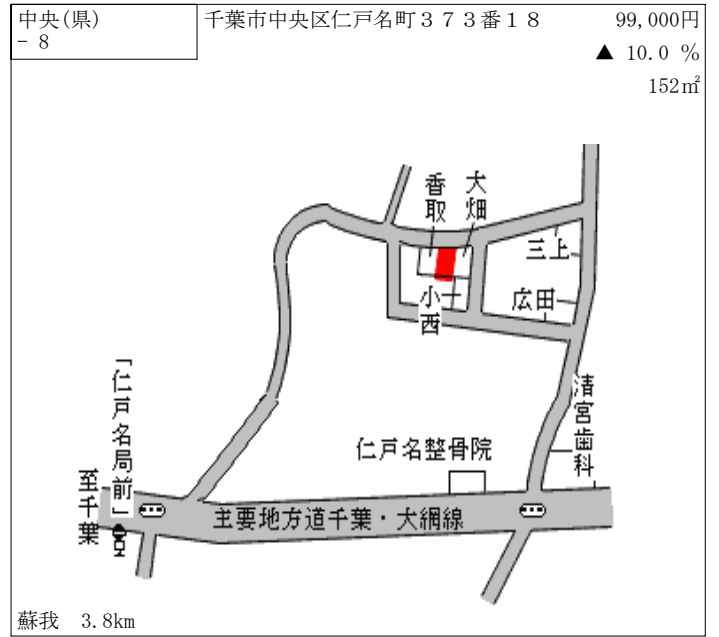 中央(県)
－８
千葉市中央区仁戸名町３７３番１８
99,000円
▲ 10.0 %
152㎡
香取
大畑
三上
小西
広田
清宮歯科
「仁戸名局前」
仁戸名整骨院
至千葉
主要地方道千葉・大網線
蘇我 3.8km